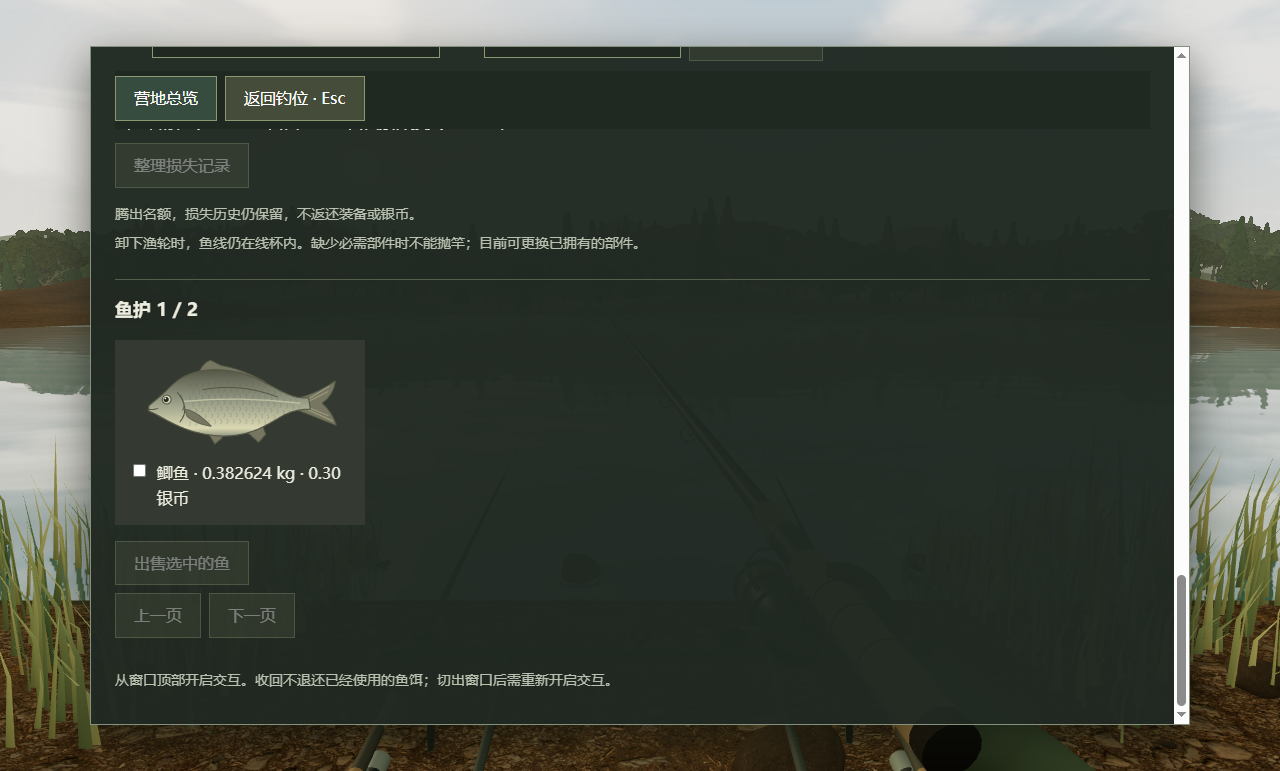 营地总览
返回钓位 · Esc
整理损失记录
腾出名额，损失历史仍保留，不返还装备或银币。
卸下渔轮时，鱼线仍在线杯内。缺少必需部件时不能抛竿；目前可更换已拥有的部件。
鱼护 1 / 2
鲫鱼 · 0.382624 kg · 0.30
银币
出售选中的鱼
上一页
下一页
从窗口顶部开启交互。收回不退还已经使用的鱼饵；切出窗口后需重新开启交互。